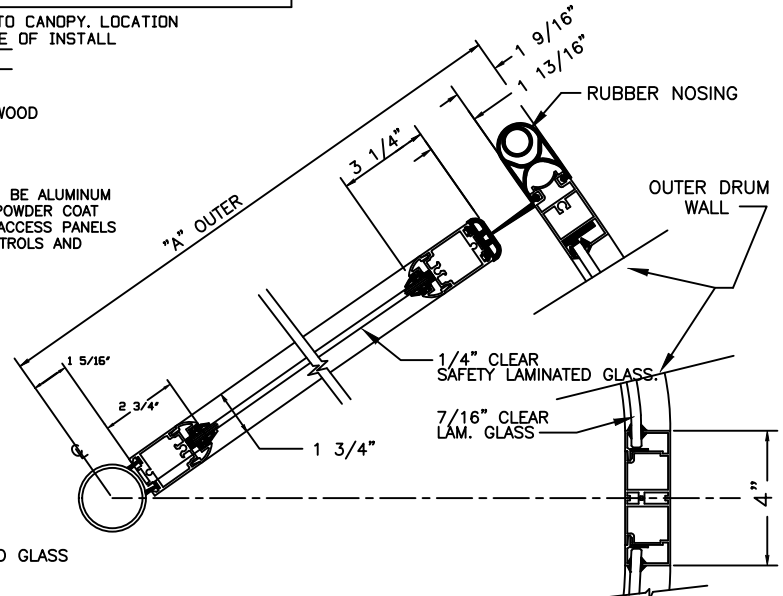 TO CANOPY. LOCATION
E OF INSTALL
WOOD
BE ALUMINUM
POWDER COAT
ACCESS PANELS
TROLS AND
1 9/16"
1 13/16"
RUBBER NOSING
3 1/4"
OUTER DRUM
WALL
"A" OUTER
1 5/16"
2 3/4"
1/4" CLEAR
SAFETY LAMINATED GLASS.
7/16" CLEAR
LAM. GLASS
1 3/4"
4"
D GLASS